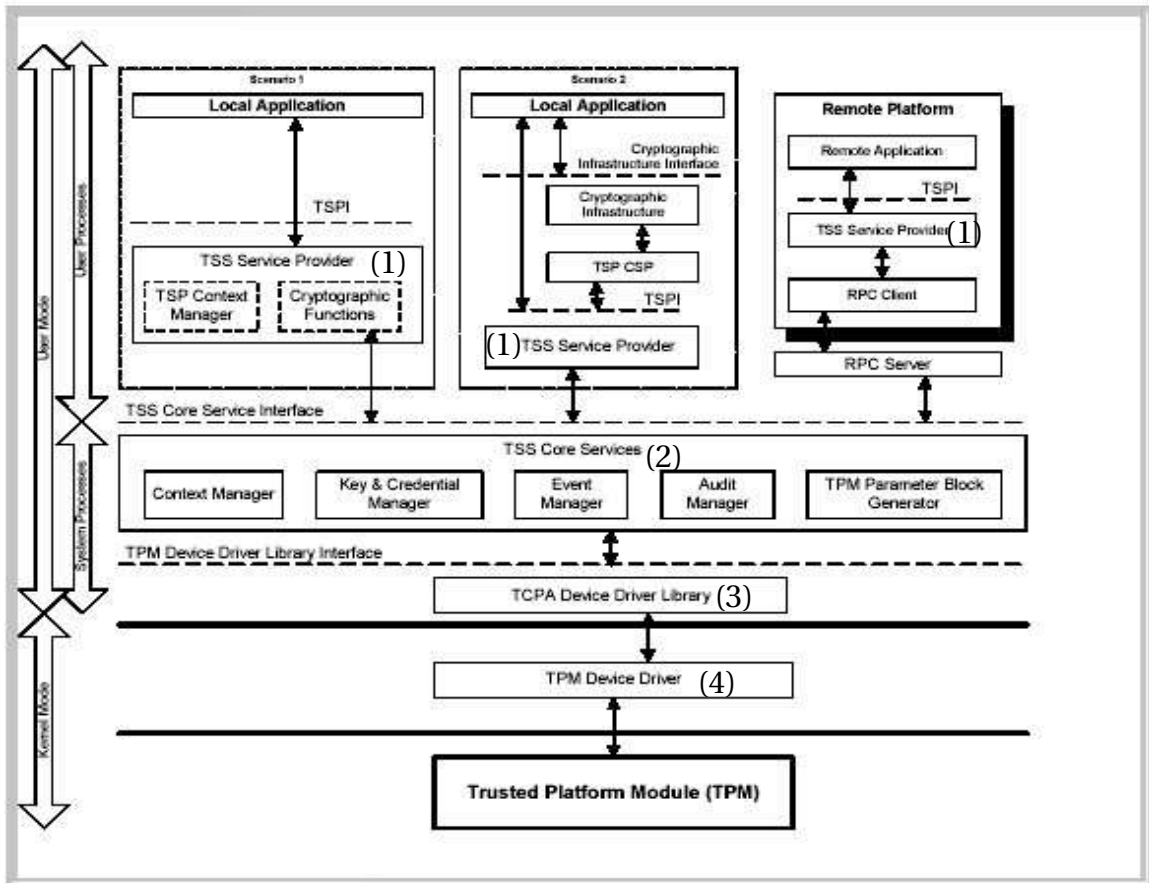 User Mode
Kernel Mode
User Processes
System Processes
Scenario 1
Local Application
TSPI
TSS Service Provider (1)
TSP Context
Manager
Cryptographic
Functions
Scenario 2
Local Application
Cryptographic
Infrastructure Interface
Cryptographic
Infrastructure
TSP CSP
TSPI
(1) TSS Service Provider
Remote Platform
Remote Application
TSPI
TSS Service Provider (1)
RPC Client
RPC Server
TSS Core Service Interface
TSS Core Services (2)
Context Manager
Key & Credential
Manager
Event
Manager
Audit
Manager
TPM Parameter Block
Generator
TPM Device Driver Library Interface
TCPA Device Driver Library (3)
TPM Device Driver (4)
Trusted Platform Module (TPM)